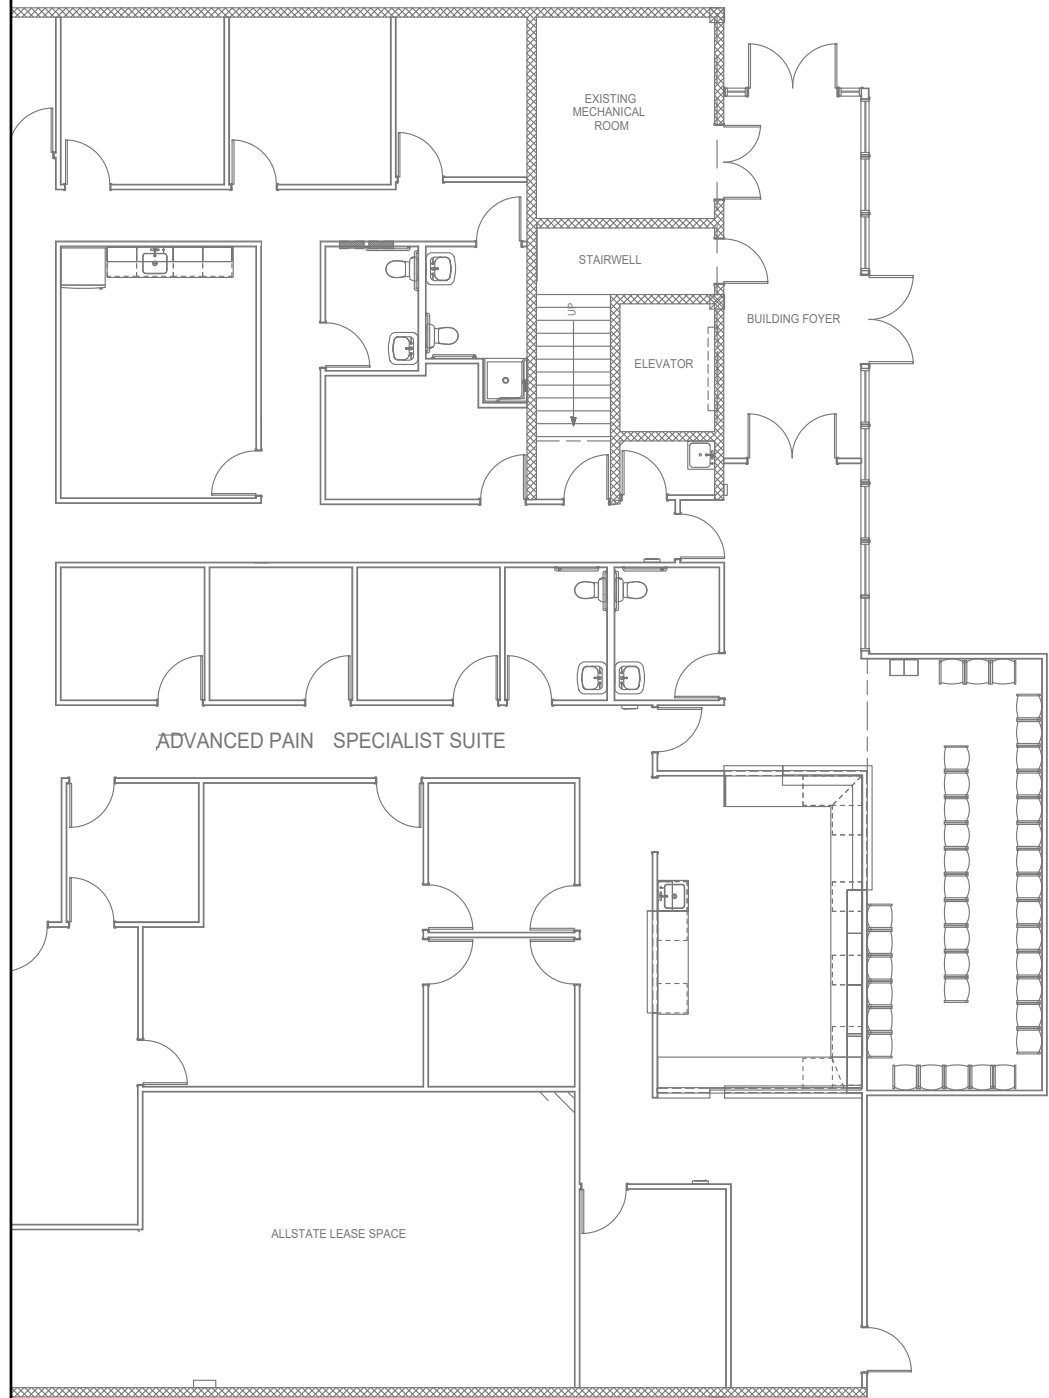 EXISTING
MECHANICAL
ROOM
STAIRWELL
UP
BUILDING FOYER
ELEVATOR
ADVANCED PAIN SPECIALIST SUITE
ALLSTATE LEASE SPACE